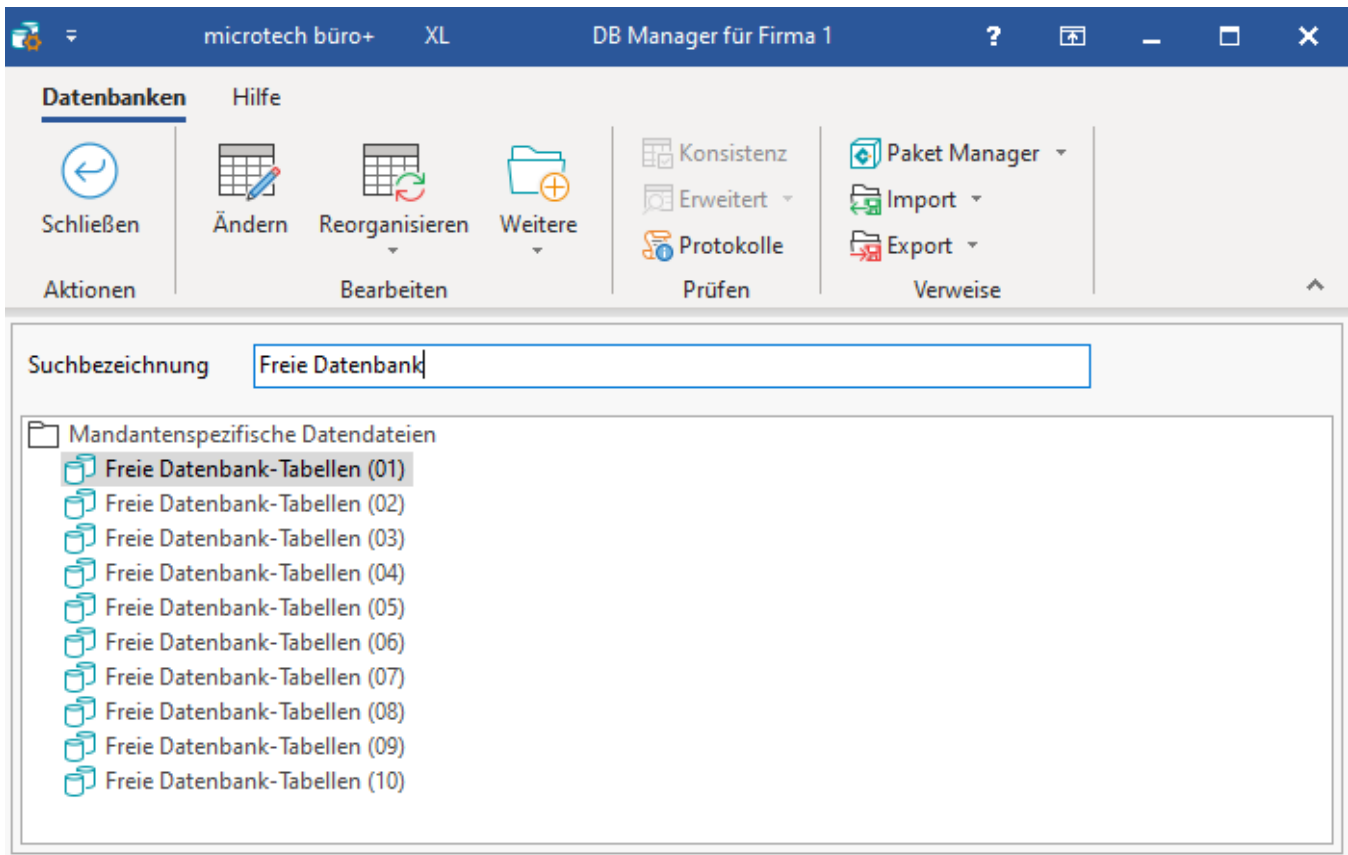 microtech büro+ XL DB Manager für Firma 1 ?
Datenbanken Hilfe
Schließen
Ändern
Reorganisieren
Weitere
Konsistenz
Erweitert
Protokolle
Paket Manager
Import
Export
Aktionen Bearbeiten Prüfen Verweise
Suchbezeichnung Freie Datenbank
Mandantenspezifische Datendateien
Freie Datenbank-Tabellen (01)
Freie Datenbank-Tabellen (02)
Freie Datenbank-Tabellen (03)
Freie Datenbank-Tabellen (04)
Freie Datenbank-Tabellen (05)
Freie Datenbank-Tabellen (06)
Freie Datenbank-Tabellen (07)
Freie Datenbank-Tabellen (08)
Freie Datenbank-Tabellen (09)
Freie Datenbank-Tabellen (10)